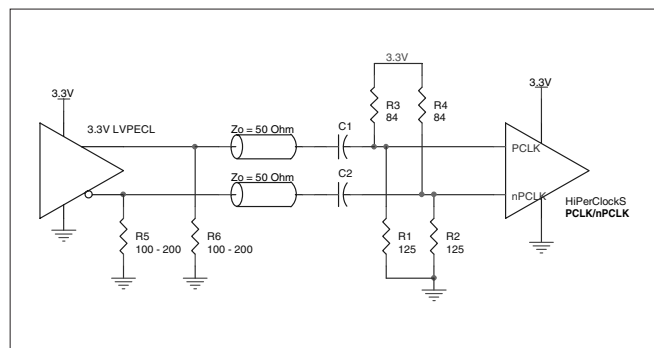 3.3V
3.3V
3.3V
3.3V LVPECL
R3
84
R4
84
Zo = 50 Ohm
C1
PCLK
Zo = 50 Ohm
C2
nPCLK
HiPerClockS
PCLK/nPCLK
R5
100 - 200
R6
100 - 200
R1
125
R2
125